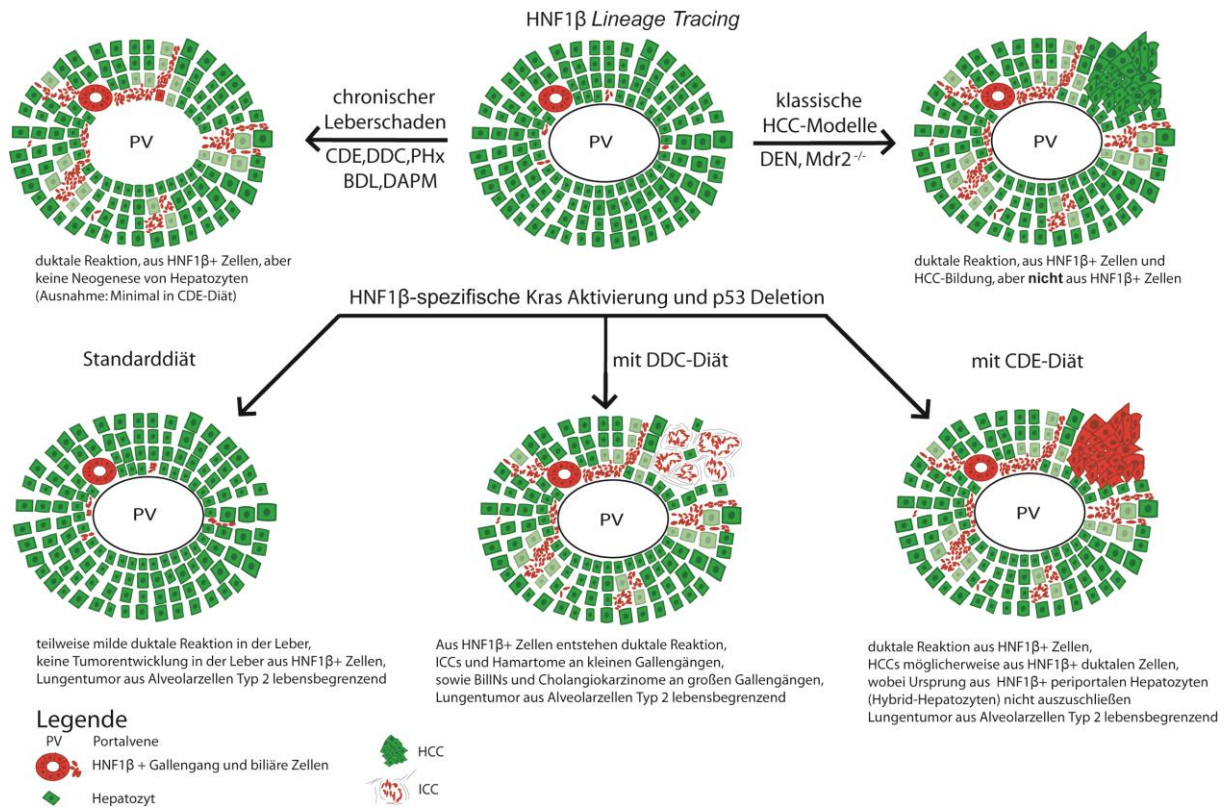 HNF1β Lineage Tracing
PV
chronischer
Leberschaden
CDE,DDC,PHx
BDL,DAPM
PV
klassische
HCC-Modelle
DEN, Mdr2 -/-
PV
duktale Reaktion, aus HNF1β+ Zellen, aber
keine Neogenese von Hepatozyten
(Ausnahme: Minimal in CDE-Diät)
duktale Reaktion, aus HNF1β+ Zellen und
HCC-Bildung, aber nicht aus HNF1β+ Zellen
HNF1β-spezifische Kras Aktivierung und p53 Deletion
Standarddiät
mit DDC-Diät
mit CDE-Diät
PV
PV
PV
teilweise milde duktale Reaktion in der Leber,
keine Tumorentwicklung in der Leber aus HNF1β+ Zellen,
Lungentumor aus Alveolarzellen Typ 2 lebensbegrenzend
Aus HNF1β+ Zellen entstehen duktale Reaktion,
ICCs und Hamartome an kleinen Gallengängen,
sowie BilINs und Cholangiokarzinome an großen Gallengängen,
Lungentumor aus Alveolarzellen Typ 2 lebensbegrenzend
duktale Reaktion aus HNF1β+ Zellen,
HCCs möglicherweise aus HNF1β+ duktalen Zellen,
wobei Ursprung aus HNF1β+ periportalen Hepatozyten
(Hybrid-Hepatozyten) nicht auszuschließen
Lungentumor aus Alveolarzellen Typ 2 lebensbegrenzend
Legende
PV Portalvene
HNF1β + Gallengang und biliäre Zellen
Hepatozyt
HCC
ICC